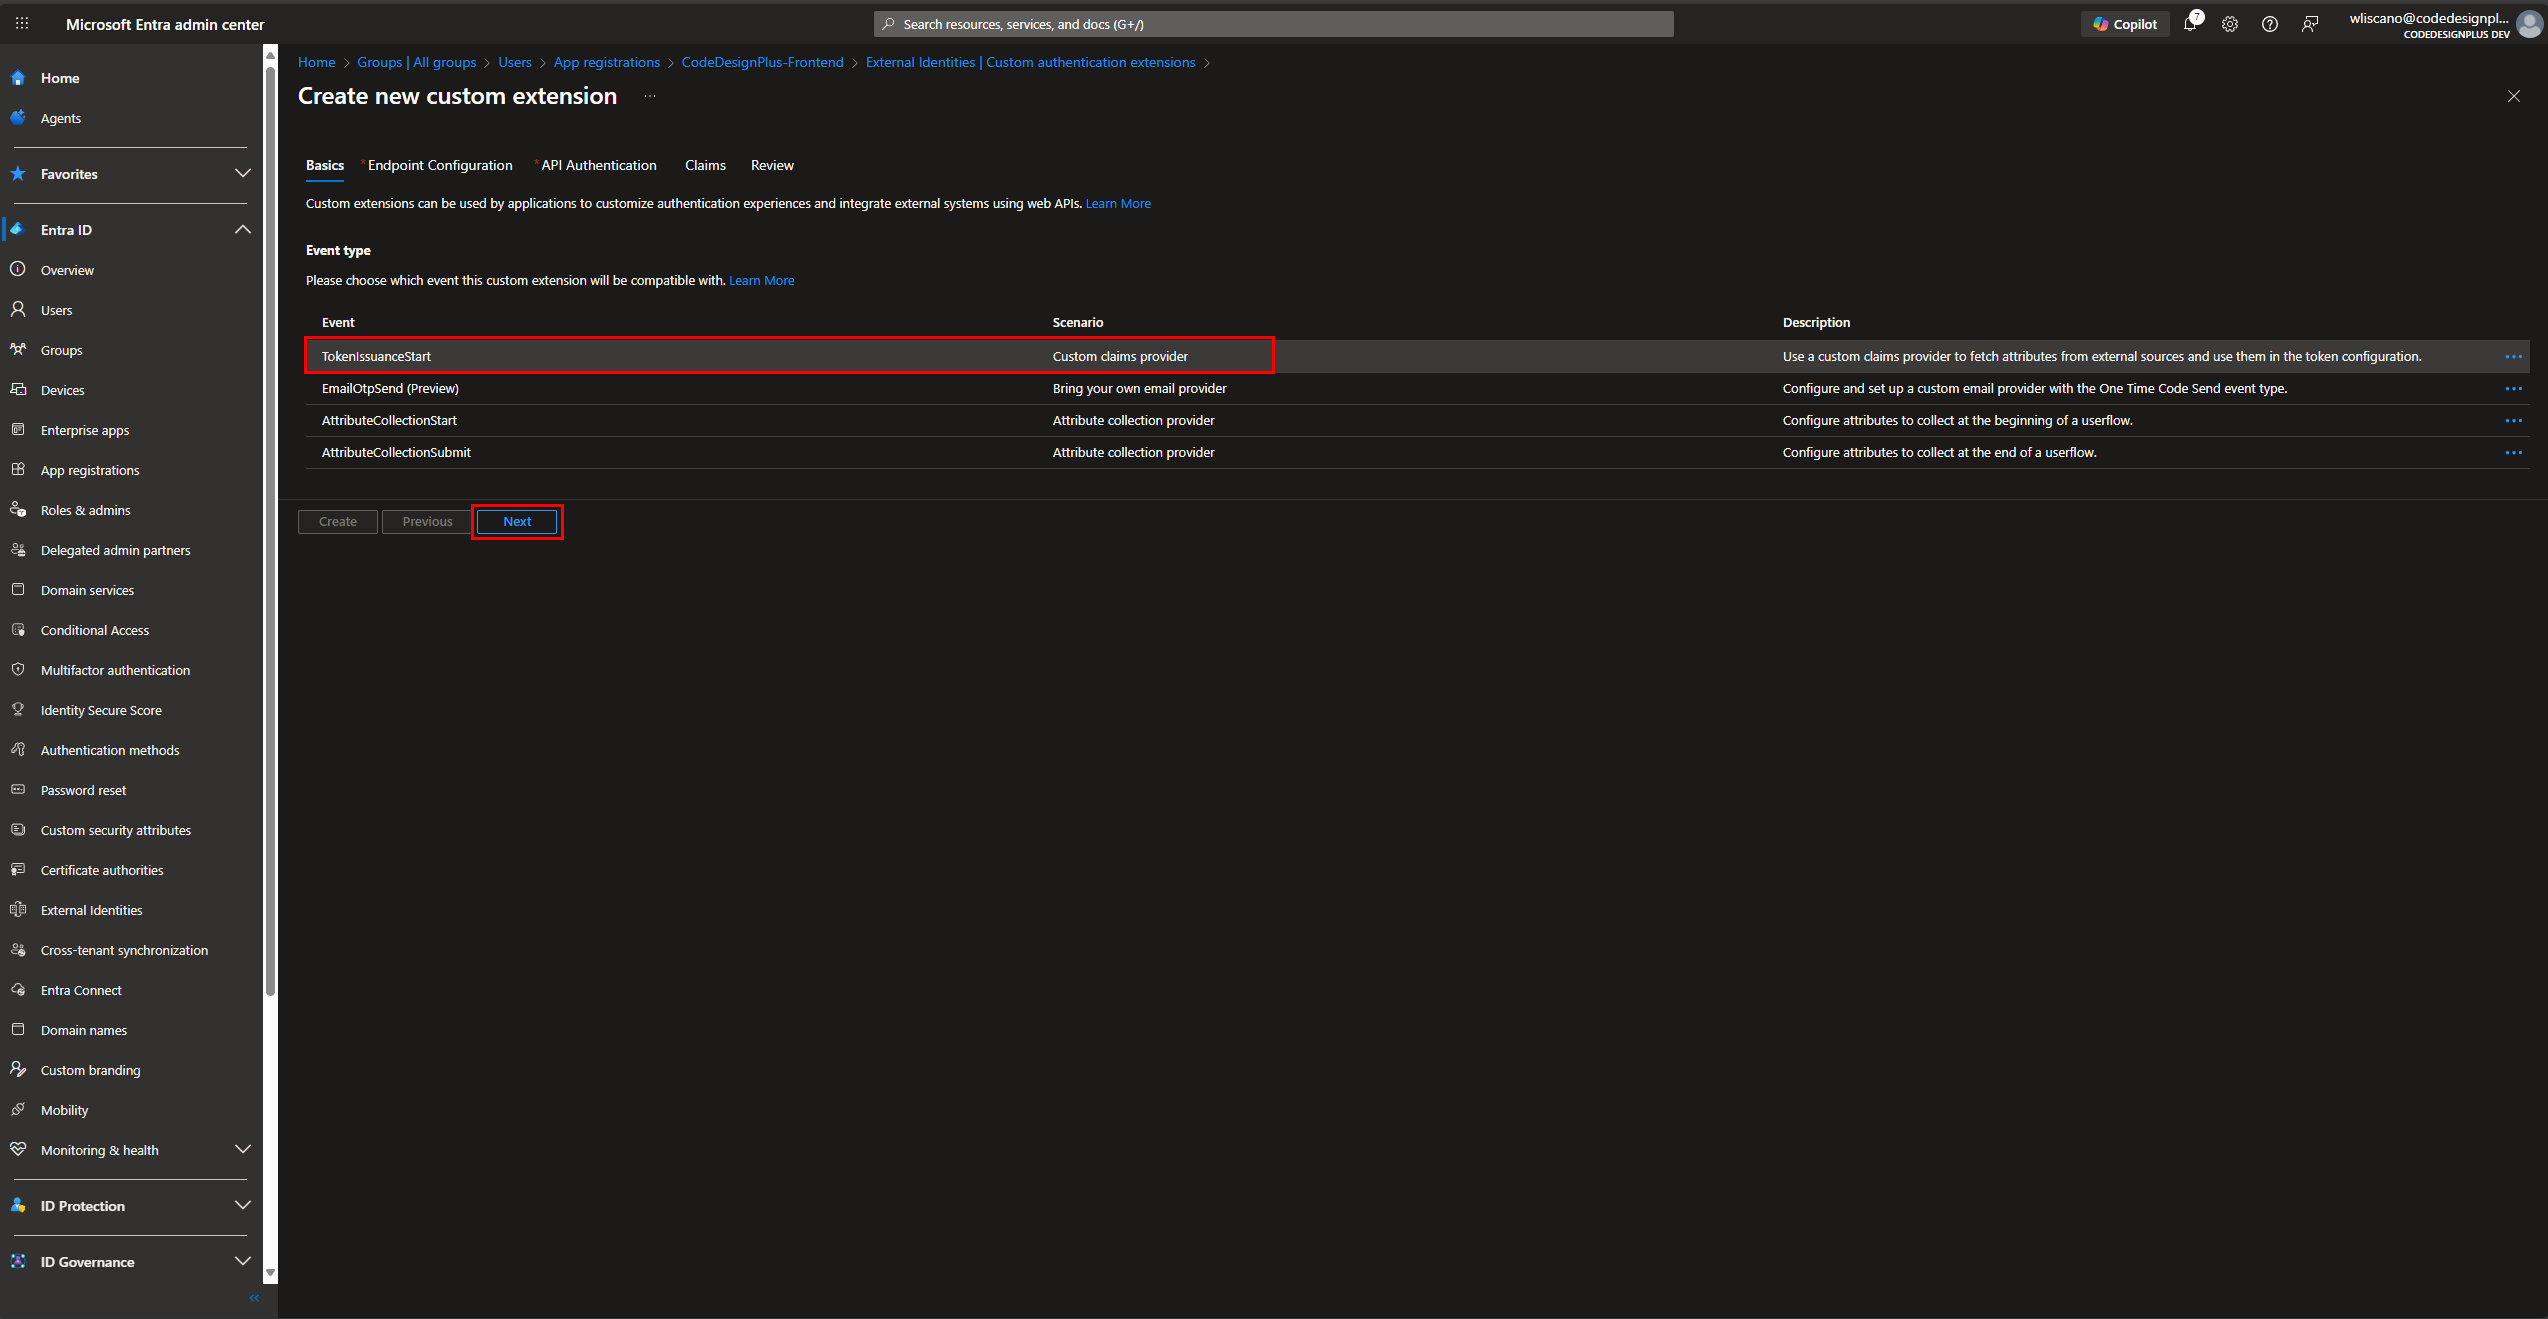 Microsoft Entra admin center
Search resources, services, and docs (G+/)
Copilot
7
wliscano@codedesignpl...
CODEDESIGNPLUS DEV
Home
Agents
Favorites
Entra ID
Overview
Users
Groups
Devices
Enterprise apps
App registrations
Roles & admins
Delegated admin partners
Domain services
Conditional Access
Multifactor authentication
Identity Secure Score
Authentication methods
Password reset
Custom security attributes
Certificate authorities
External Identities
Cross-tenant synchronization
Entra Connect
Domain names
Custom branding
Mobility
Monitoring & health
ID Protection
ID Governance
Home > Groups | All groups > Users > App registrations > CodeDesignPlus-Frontend > External Identities | Custom authentication extensions >
Create new custom extension ...
Basics * Endpoint Configuration * API Authentication Claims Review
Custom extensions can be used by applications to customize authentication experiences and integrate external systems using web APIs. Learn More
Event type
Please choose which event this custom extension will be compatible with. Learn More
Event Scenario Description
TokenIssuanceStart Custom claims provider Use a custom claims provider to fetch attributes from external sources and use them in the token configuration.
EmailOtpSend (Preview) Bring your own email provider Configure and set up a custom email provider with the One Time Code Send event type.
AttributeCollectionStart Attribute collection provider Configure attributes to collect at the beginning of a userflow.
AttributeCollectionSubmit Attribute collection provider Configure attributes to collect at the end of a userflow.
Create Previous Next